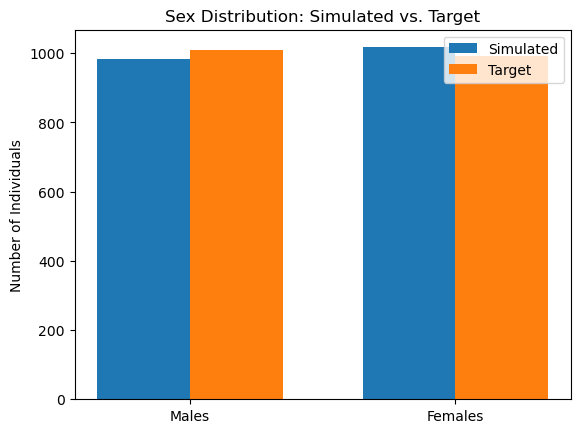 Sex Distribution: Simulated vs. Target
Simulated
Target
Number of Individuals
1000
800
600
400
200
0
Males
Females